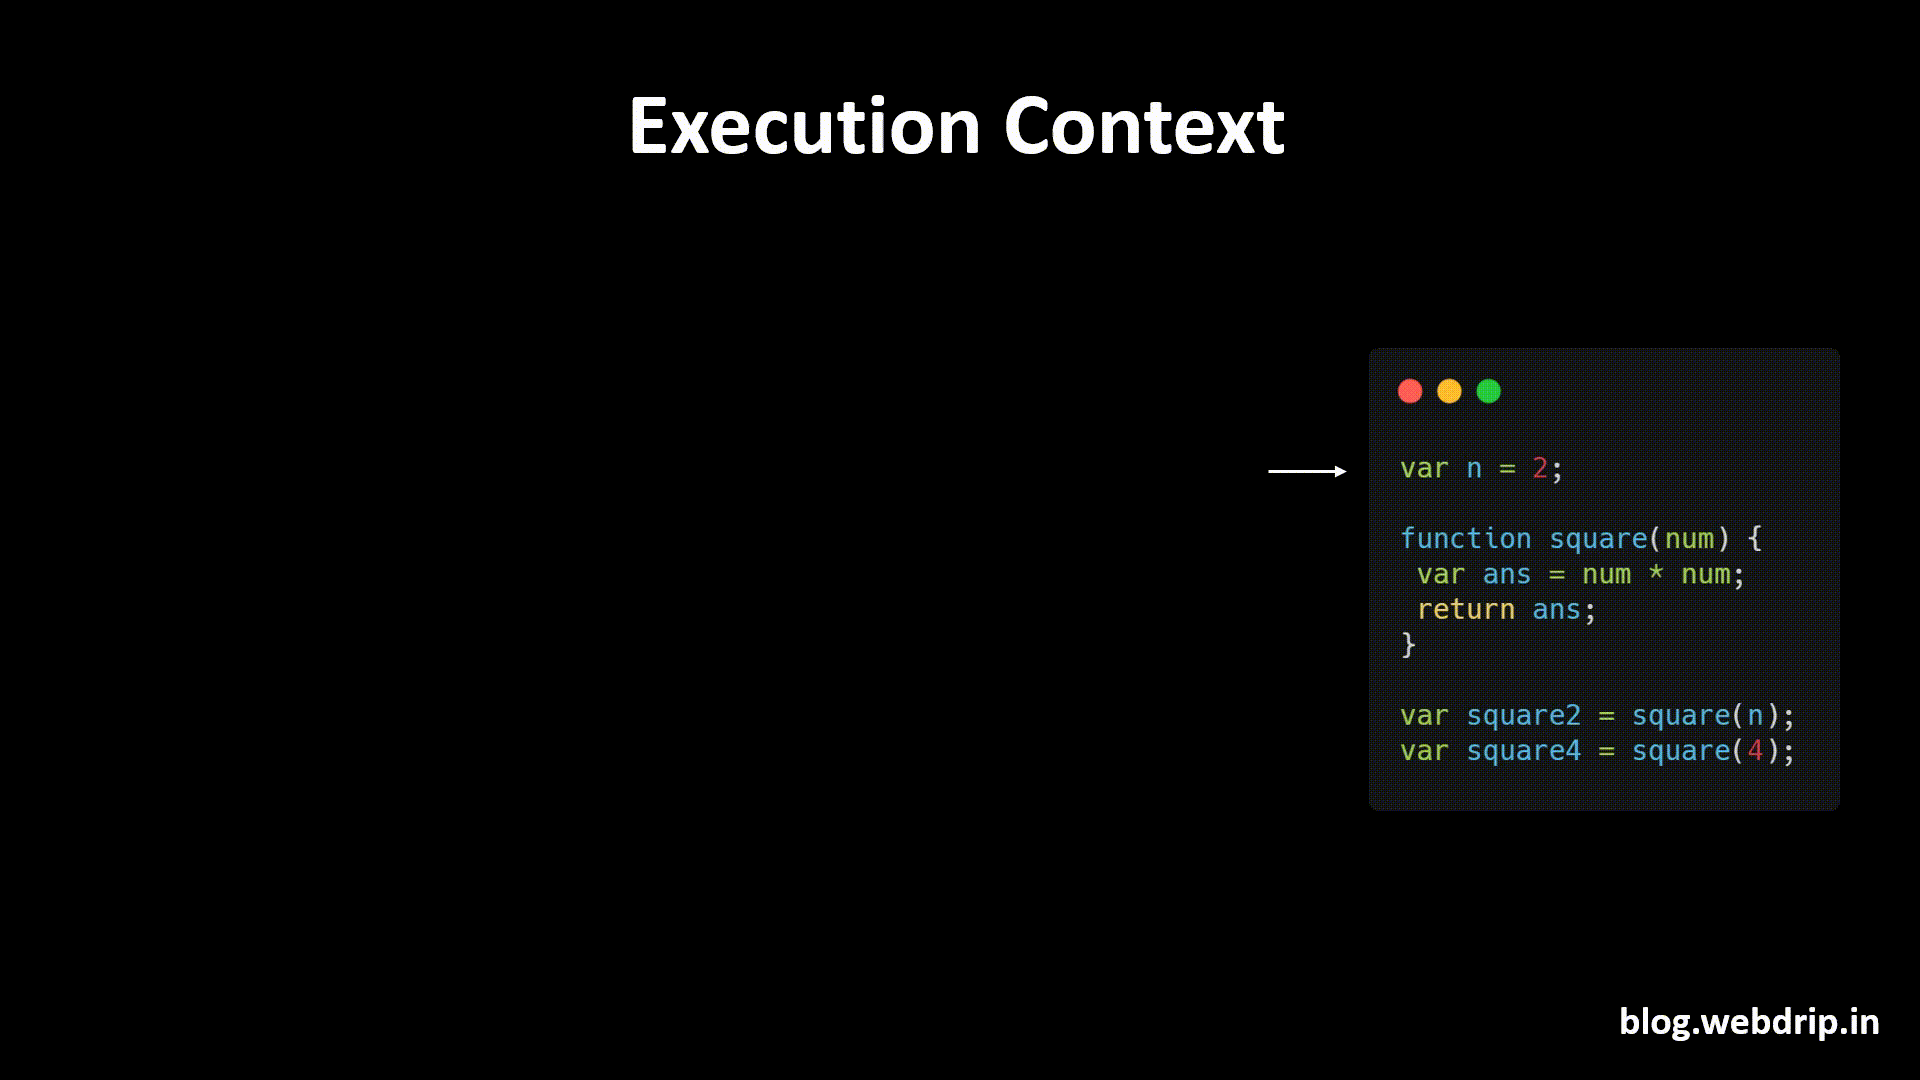 Execution Context
var n = 2;
function square(num) {
 var ans = num * num;
 return ans;
}
var square2 = square(n);
var square4 = square(4);
blog.webdrip.in